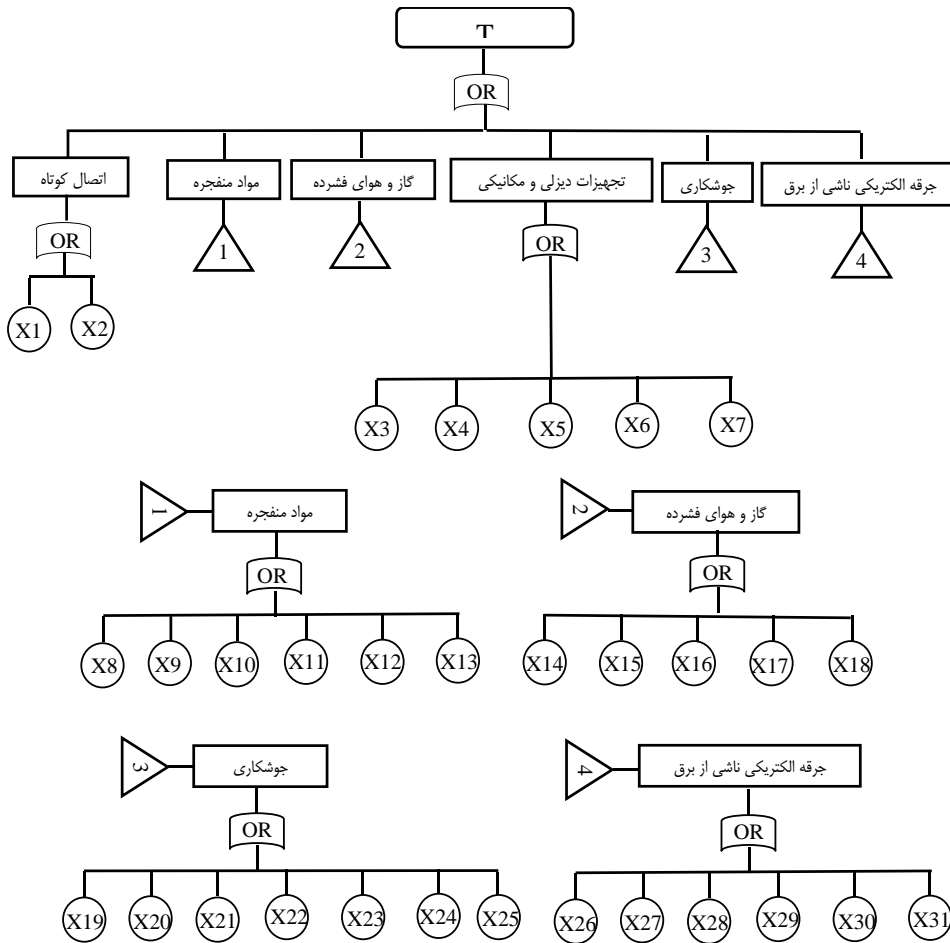 T
OR
اتصال کوتاه
مواد منفجره
گاز و هوای فشرده
تجهیزات دیزلی و مکانیکی
جوشکاری
جرقه الکتریکی ناشی از برق
OR
1
2
OR
3
4
X1 X2
X3 X4 X5 X6 X7
1 مواد منفجره
2 گاز و هوای فشرده
OR
OR
X8 X9 X10 X11 X12 X13
X14 X15 X16 X17 X18
3 جوشکاری
4 جرقه الکتریکی ناشی از برق
OR
OR
X19 X20 X21 X22 X23 X24 X25
X26 X27 X28 X29 X30 X31